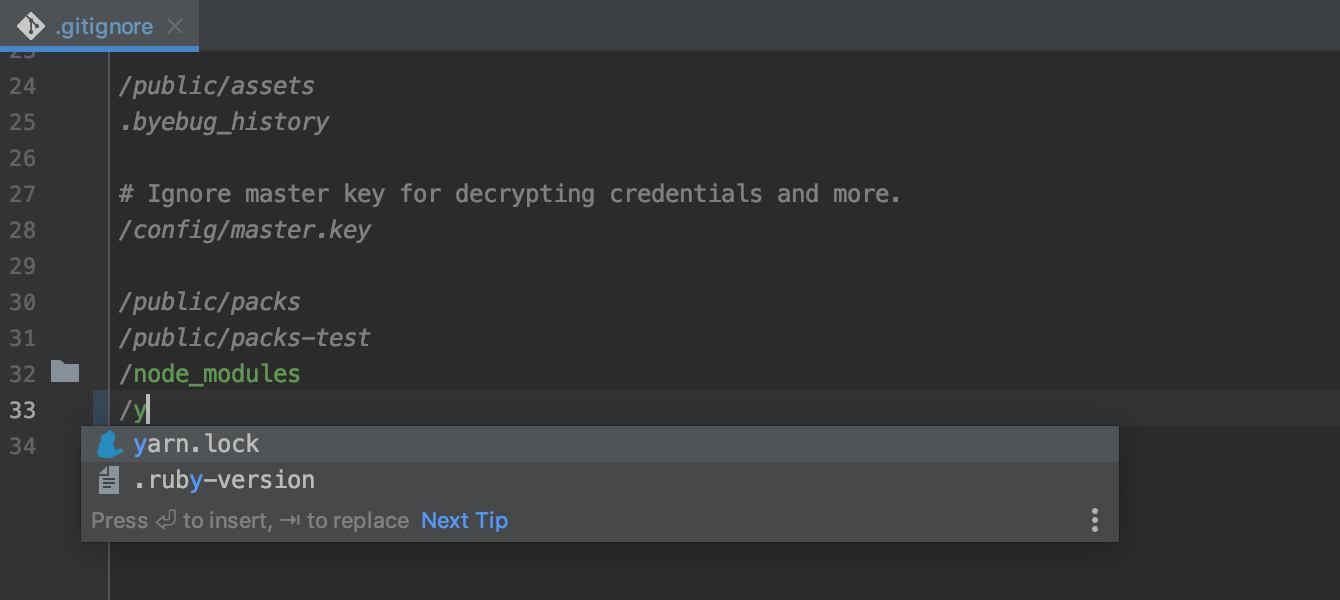 .gitignore
23
24 /public/assets
25 .byebug_history
26
27 # Ignore master key for decrypting credentials and more.
28 /config/master.key
29
30 /public/packs
31 /public/packs-test
32 /node_modules
33 /y
34
yarn.lock
.ruby-version
Press ⏎ to insert, ⇥ to replace Next Tip